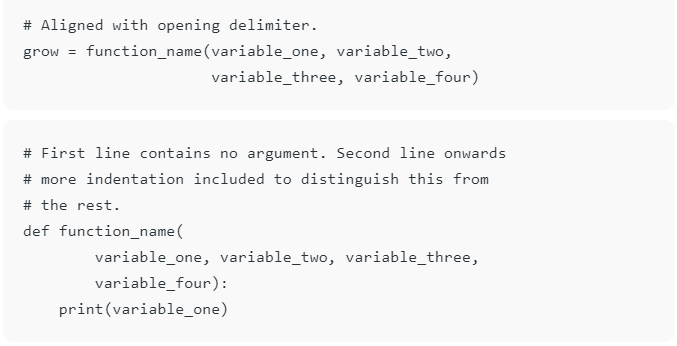 # Aligned with opening delimiter.
grow = function_name(variable_one, variable_two,
                     variable_three, variable_four)
# First line contains no argument. Second line onwards
# more indentation included to distinguish this from
# the rest.
def function_name(
        variable_one, variable_two, variable_three,
        variable_four):
    print(variable_one)